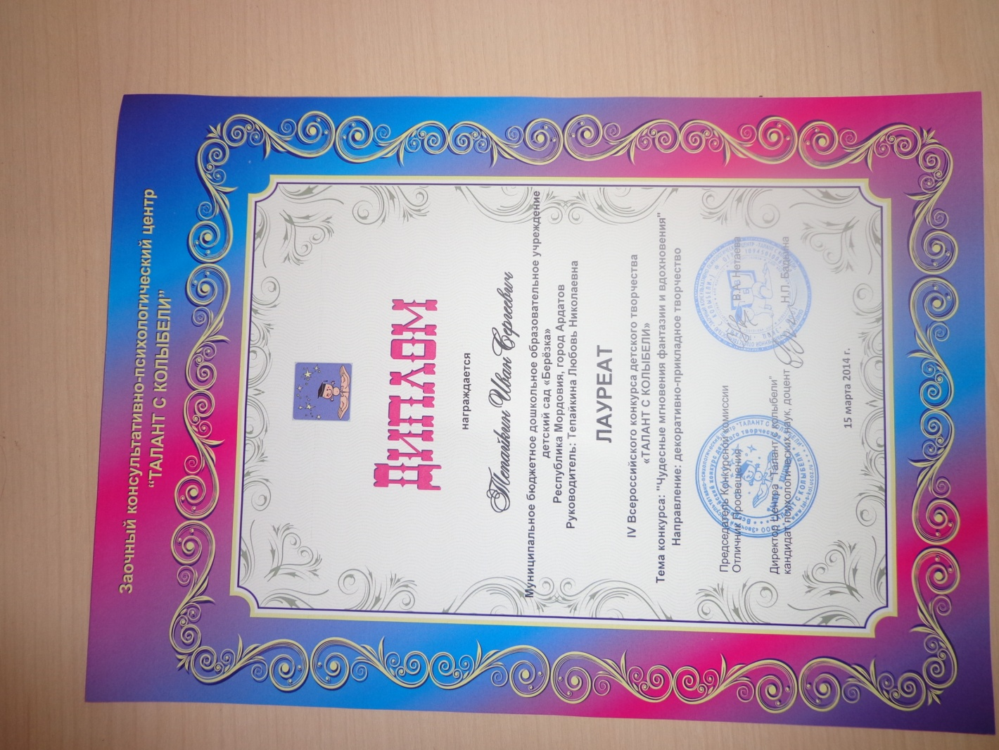 Заочный консультативно-психологический центр
“ТАЛАНТ С КОЛЫБЕЛИ”
ДИПЛОМ
награждается
Тепайкин Иван Сергеевич
Муниципальное бюджетное дошкольное образовательное учреждение
детский сад «Берёзка»
Республика Мордовия, город Ардатов
Руководитель: Тепайкина Любовь Николаевна
ЛАУРЕАТ
IV Всероссийского конкурса детского творчества
«ТАЛАНТ С КОЛЫБЕЛИ»
Тема конкурса: "Чудесные мгновения фантазии и вдохновения"
Направление: декоративно-прикладное творчество
Председатель Конкурсной комиссии
Отличник Просвещения В.А. Нетаева
Директор Центра "Талант с колыбели"
кандидат психологических наук, доцент Н.П. Бадьина
15 марта 2014 г.